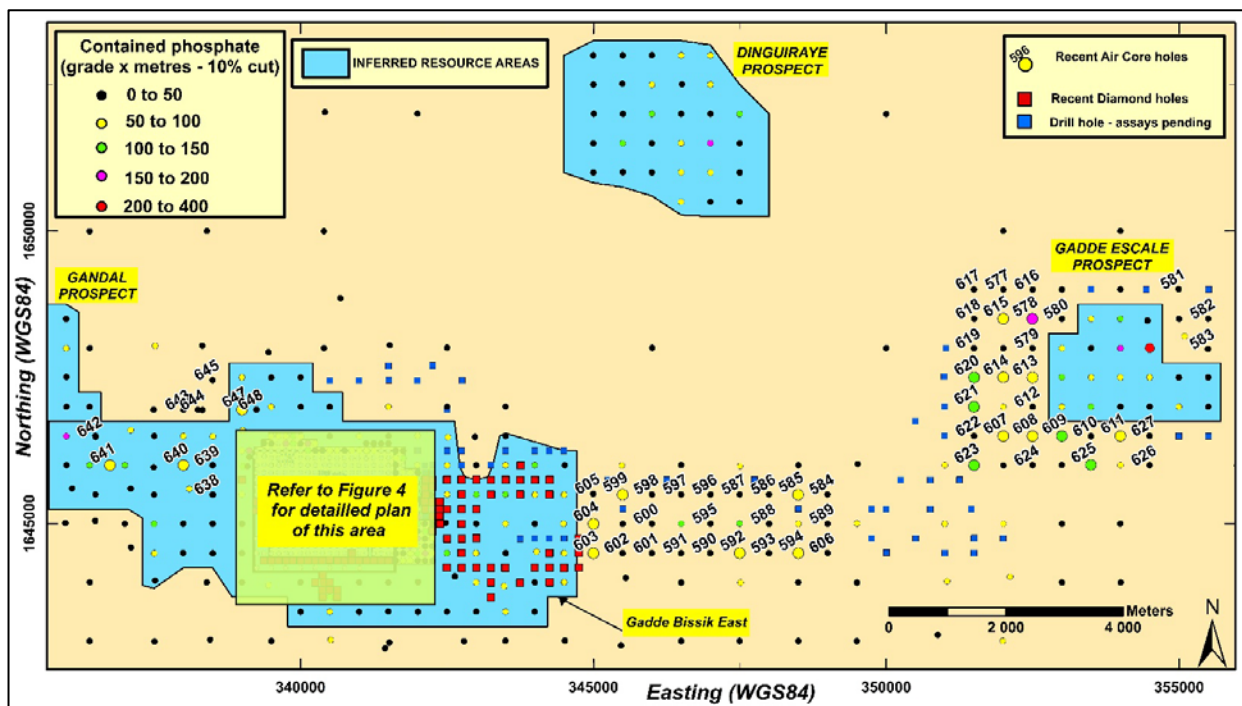 Contained phosphate
(grade x metres - 10% cut)
0 to 50
50 to 100
100 to 150
150 to 200
200 to 400
INFERRED RESOURCE AREAS
DINGUIRAYE
PROSPECT
596
Recent Air Core holes
Recent Diamond holes
Drill hole - assays pending
1650000
GANDAL
PROSPECT
GADDE ESCALE
PROSPECT
617 577 616 581
618 615 578 580 582
619 579 583
645
620 614 613
643 644 647 648
621 612
642
622 607 608 609 610 611 627
641 640 639
623 624 625 626
638
Refer to Figure 4
for detailled plan
of this area
605 599 598 597 596 587 586 585 584
604 600 595 588 589
603 602 601 591 590 592 593 594 606
1645000
Northing (WGS84)
Gadde Bissik East
Meters
0 2 000 4 000
N
340000 345000 350000 355000
Easting (WGS84)